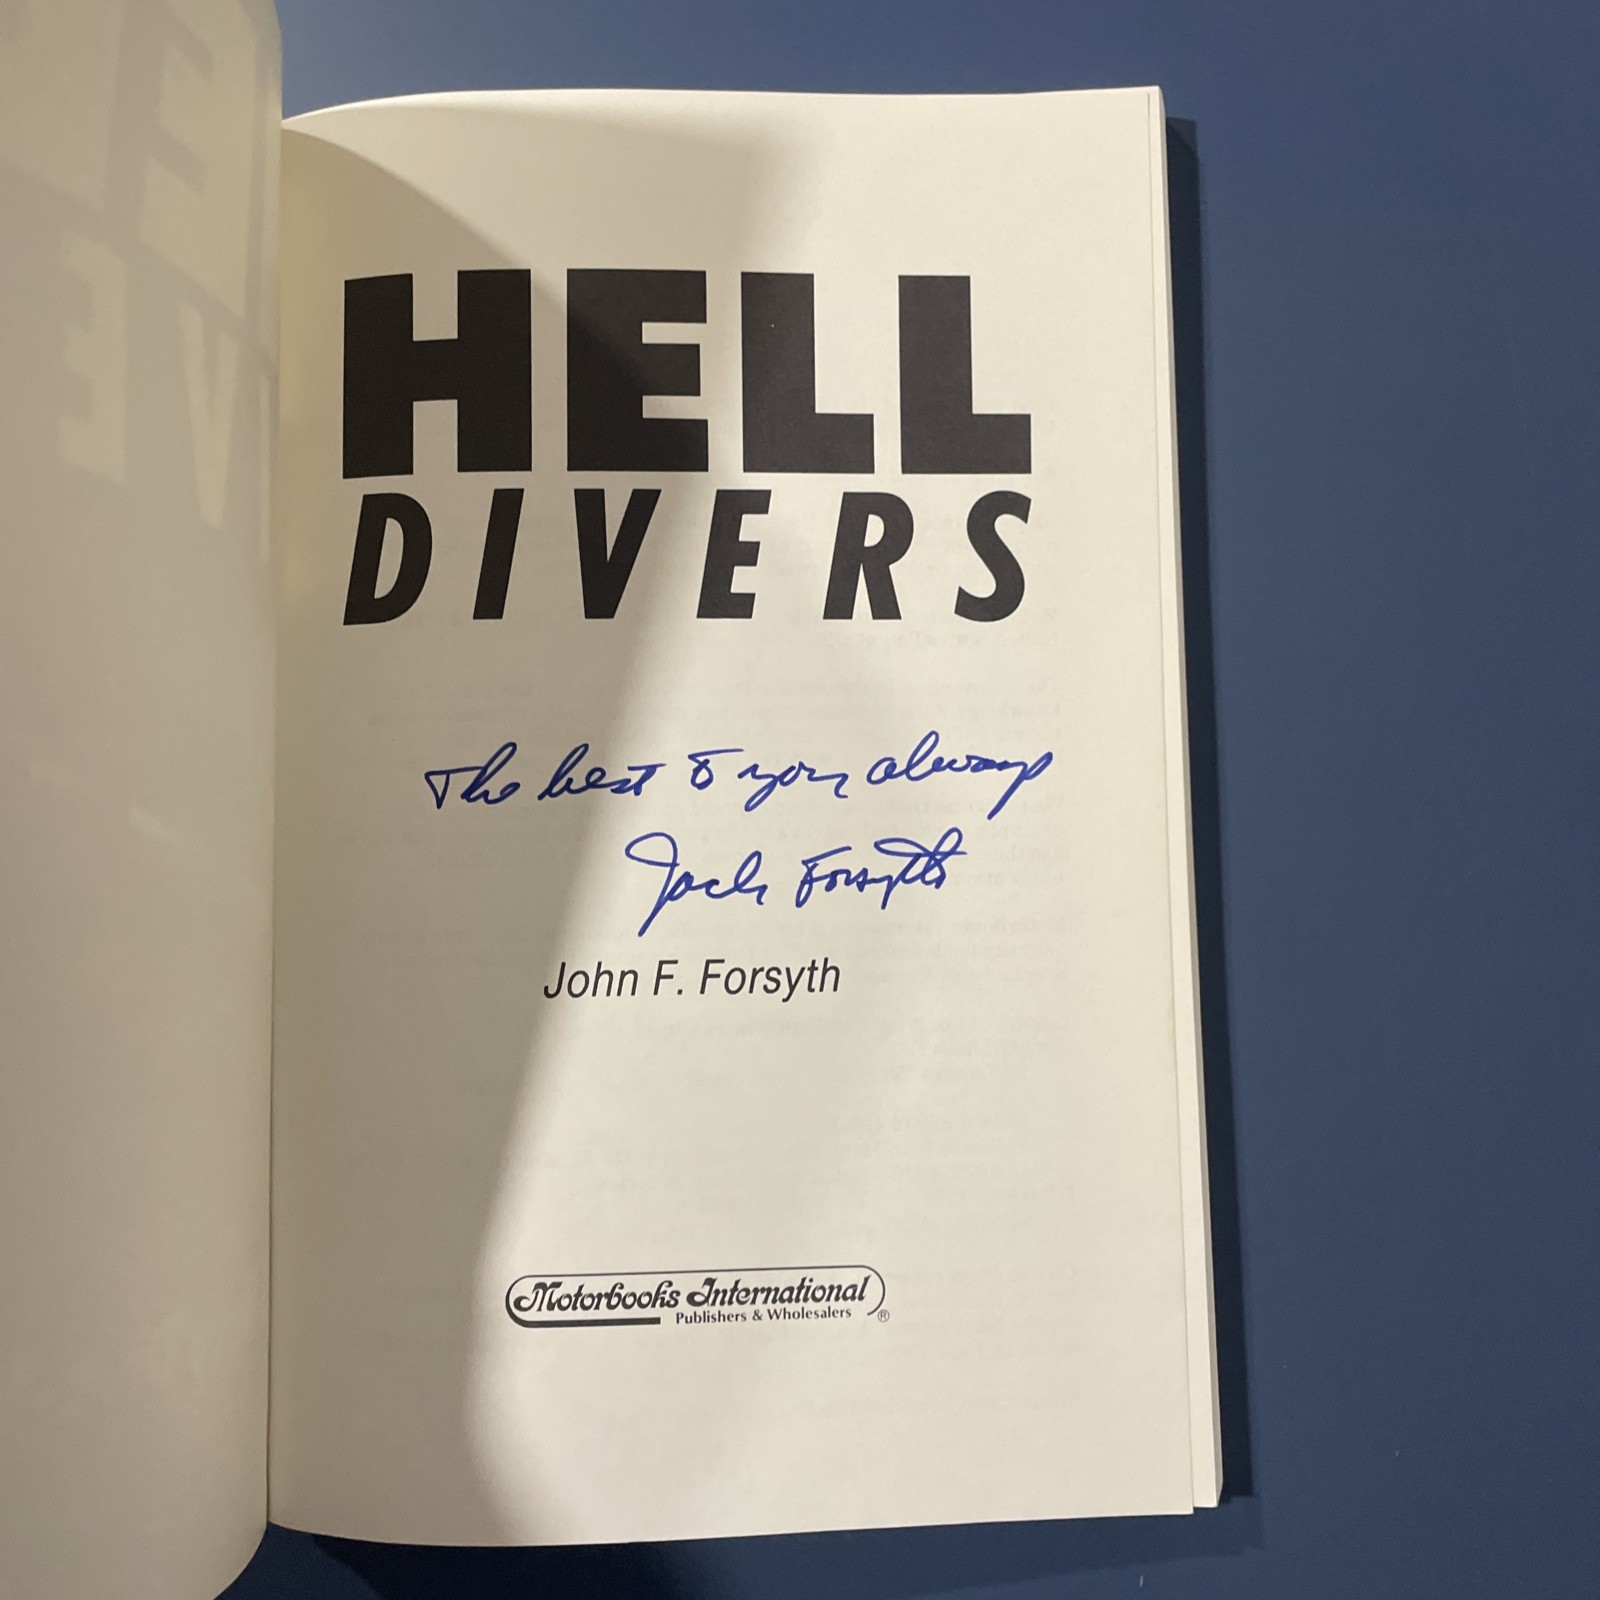 HELL
DIVERS
The best to you always
Jack Forsyth
John F. Forsyth
Motorbooks International
Publishers & Wholesalers ®